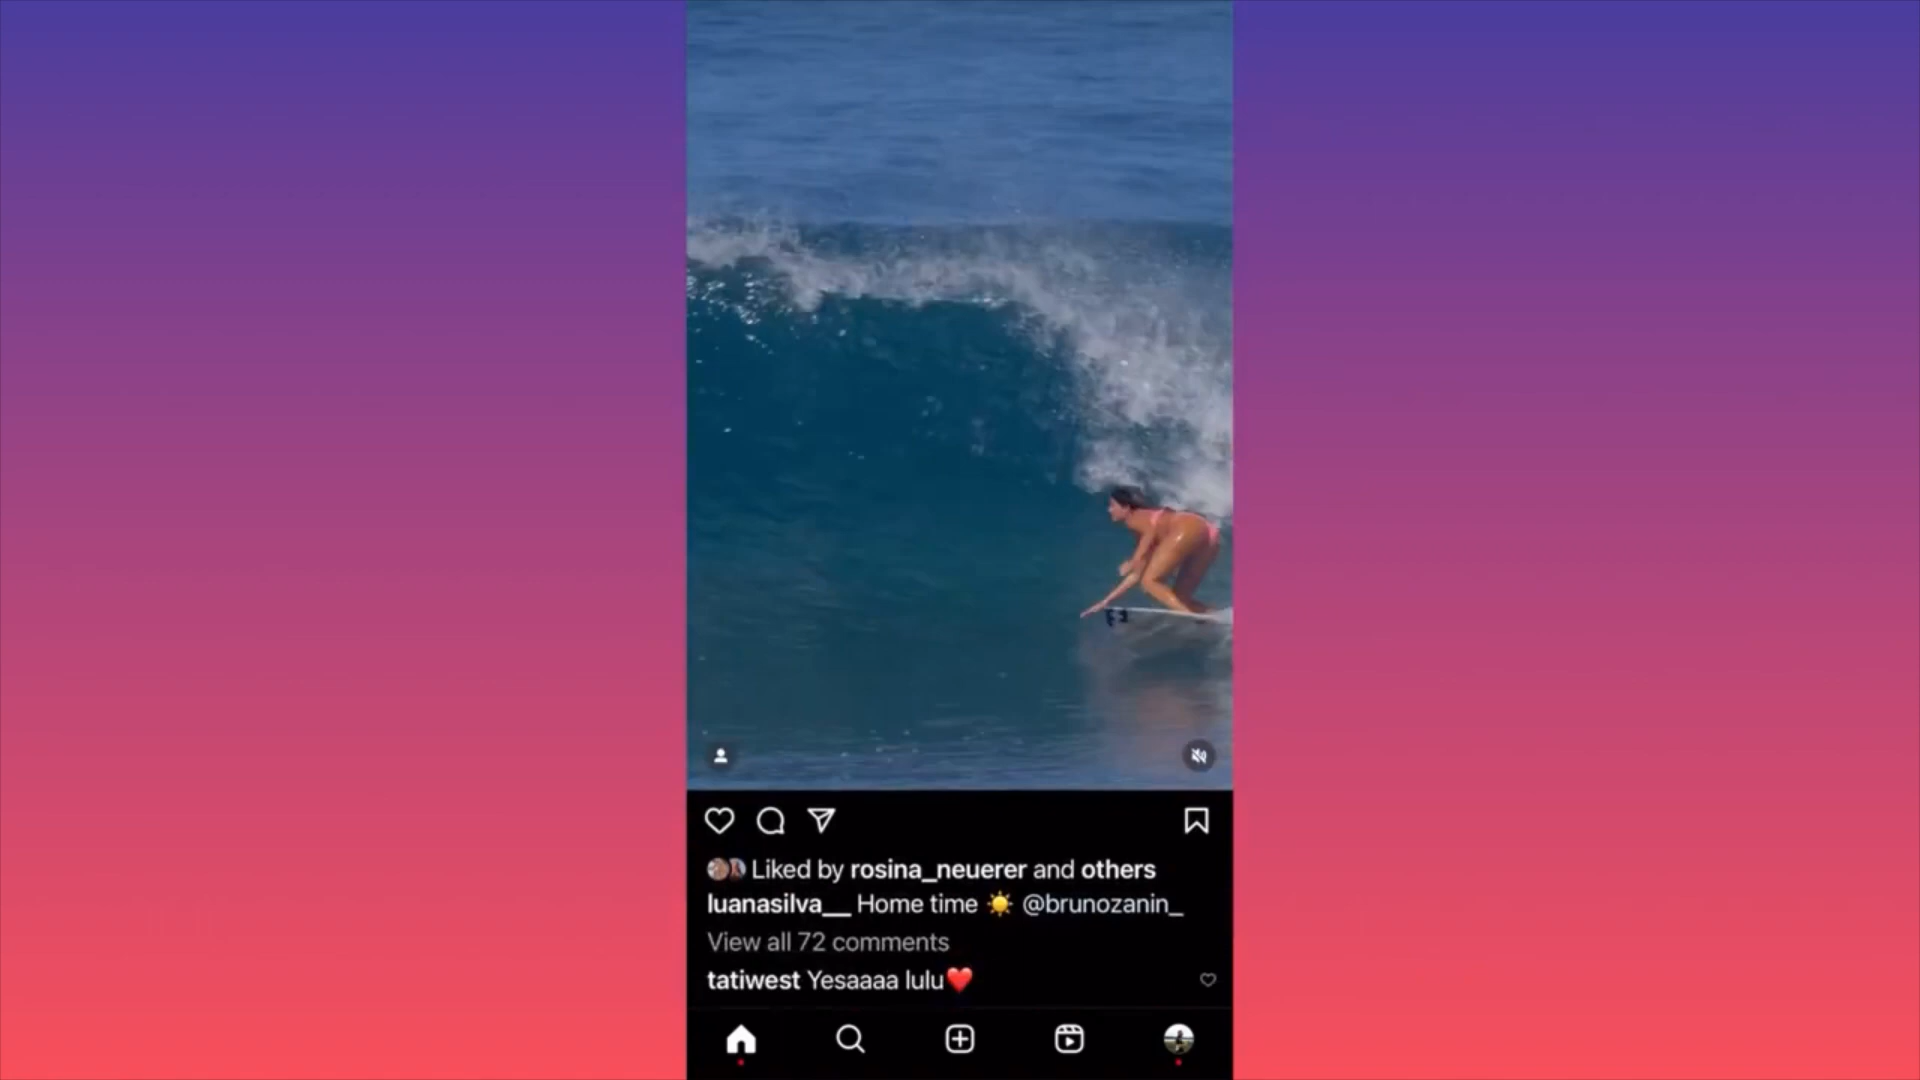 Liked by rosina_neuerer and others
luanasilva__ Home time ☀️ @brunozanin_
View all 72 comments
tatiwest Yesaaaa lulu❤️